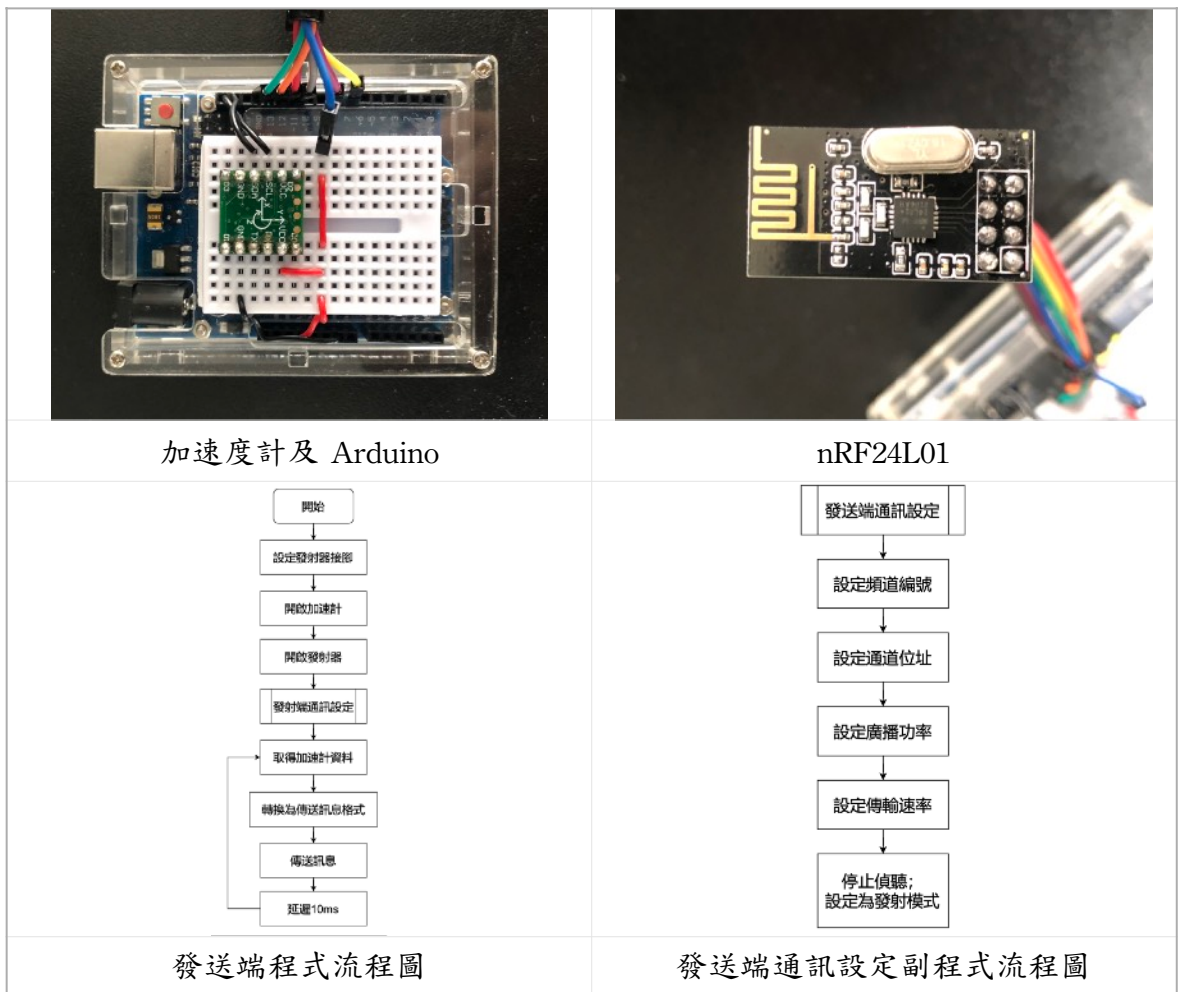 加速度計及 Arduino
nRF24L01
開始
設定發射器接腳
開啟加速計
開啟發射器
發射端通訊設定
取得加速計資料
轉換為傳送訊息格式
傳送訊息
延遲10ms
發送端程式流程圖
發送端通訊設定
設定頻道編號
設定通道位址
設定廣播功率
設定傳輸速率
停止偵聽;
設定為發射模式
發送端通訊設定副程式流程圖